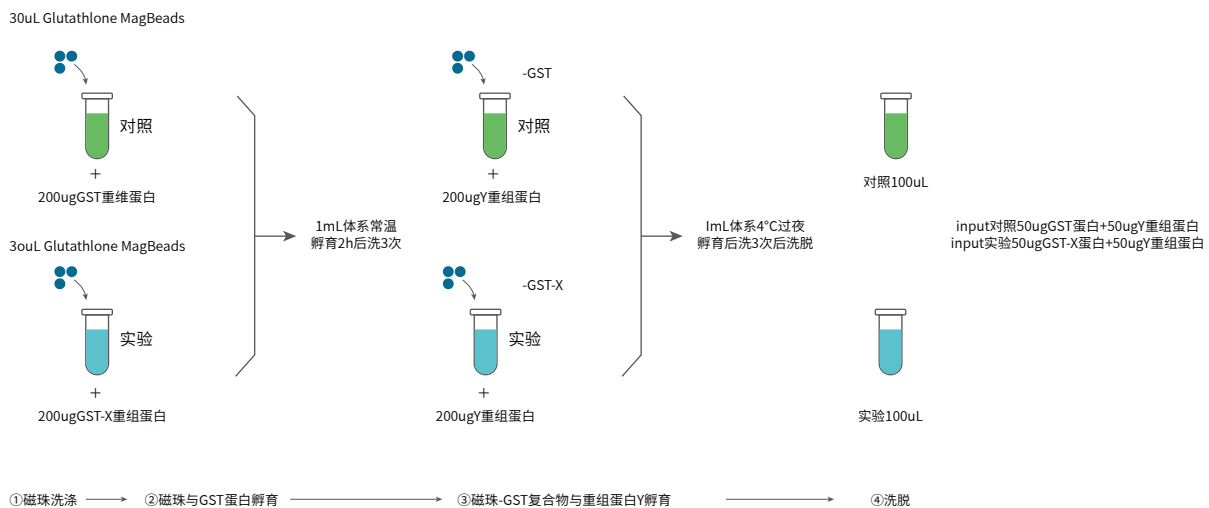 30uL Glutathlone MagBeads
-GST
对照
对照
+
+
200ugGST重维蛋白
200ugY重组蛋白
对照100uL
1mL体系常温
孵育2h后洗3次
ImL体系4℃过夜
孵育后洗3次后洗脱
input对照50ugGST蛋白+50ugY重组蛋白
input实验50ugGST-X蛋白+50ugY重组蛋白
3ouL Glutathlone MagBeads
-GST-X
实验
实验
+
+
200ugGST-X重组蛋白
200ugY重组蛋白
实验100uL
①磁珠洗涤
②磁珠与GST蛋白孵育
③磁珠-GST复合物与重组蛋白Y孵育
④洗脱